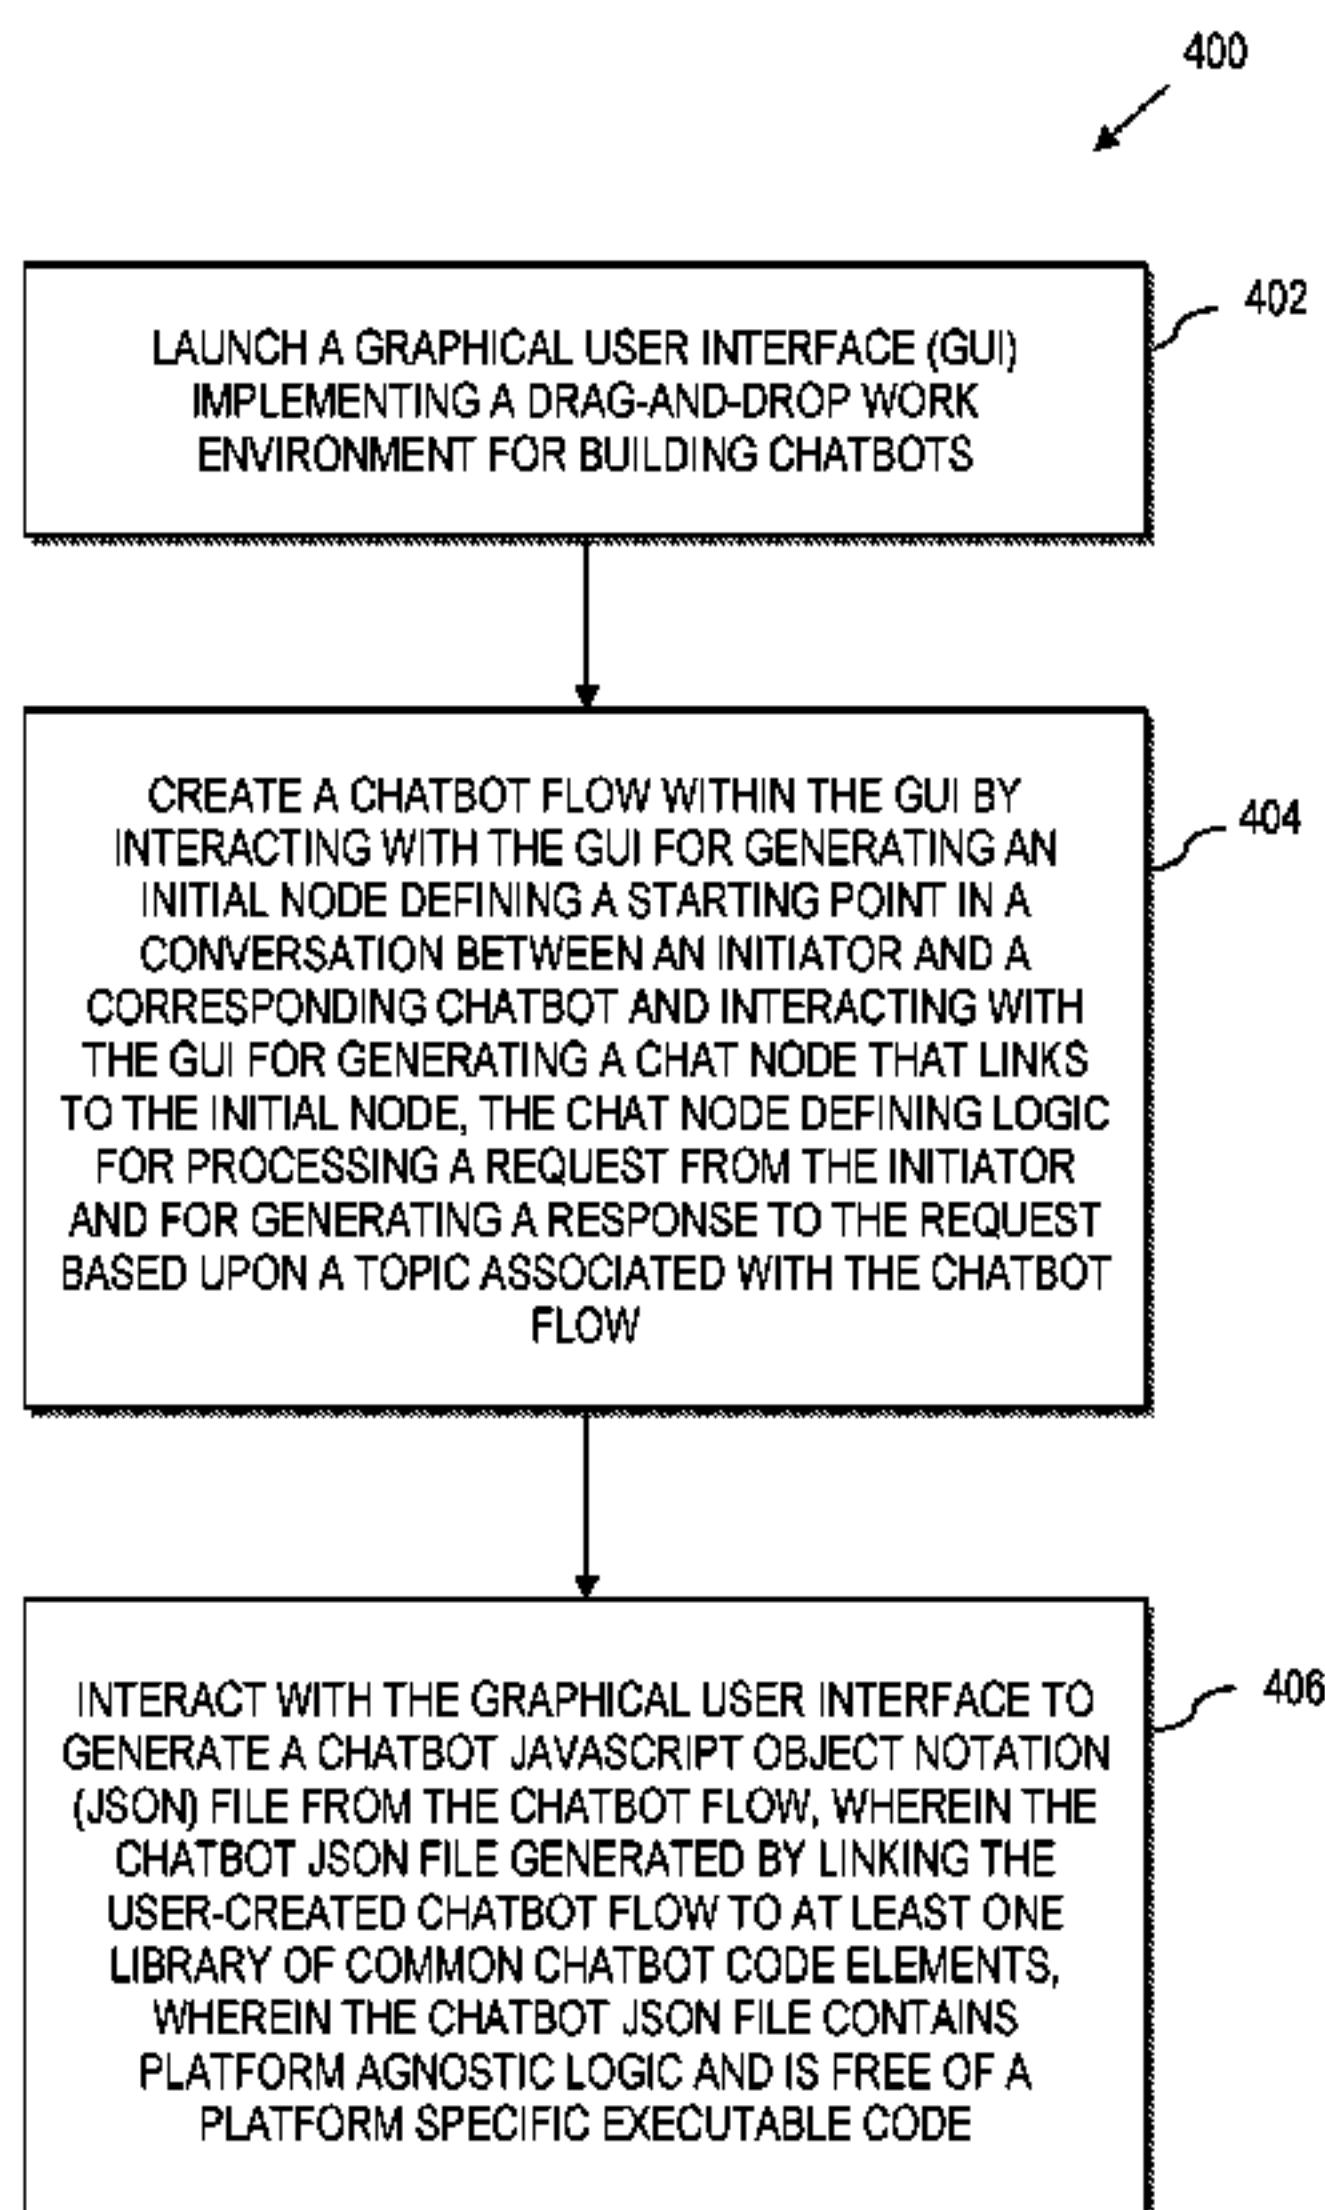 400
LAUNCH A GRAPHICAL USER INTERFACE (GUI)
IMPLEMENTING A DRAG-AND-DROP WORK
ENVIRONMENT FOR BUILDING CHATBOTS
402
CREATE A CHATBOT FLOW WITHIN THE GUI BY
INTERACTING WITH THE GUI FOR GENERATING AN
INITIAL NODE DEFINING A STARTING POINT IN A
CONVERSATION BETWEEN AN INITIATOR AND A
CORRESPONDING CHATBOT AND INTERACTING WITH
THE GUI FOR GENERATING A CHAT NODE THAT LINKS
TO THE INITIAL NODE, THE CHAT NODE DEFINING LOGIC
FOR PROCESSING A REQUEST FROM THE INITIATOR
AND FOR GENERATING A RESPONSE TO THE REQUEST
BASED UPON A TOPIC ASSOCIATED WITH THE CHATBOT
FLOW
404
INTERACT WITH THE GRAPHICAL USER INTERFACE TO
GENERATE A CHATBOT JAVASCRIPT OBJECT NOTATION
(JSON) FILE FROM THE CHATBOT FLOW, WHEREIN THE
CHATBOT JSON FILE GENERATED BY LINKING THE
USER-CREATED CHATBOT FLOW TO AT LEAST ONE
LIBRARY OF COMMON CHATBOT CODE ELEMENTS,
WHEREIN THE CHATBOT JSON FILE CONTAINS
PLATFORM AGNOSTIC LOGIC AND IS FREE OF A
PLATFORM SPECIFIC EXECUTABLE CODE
406